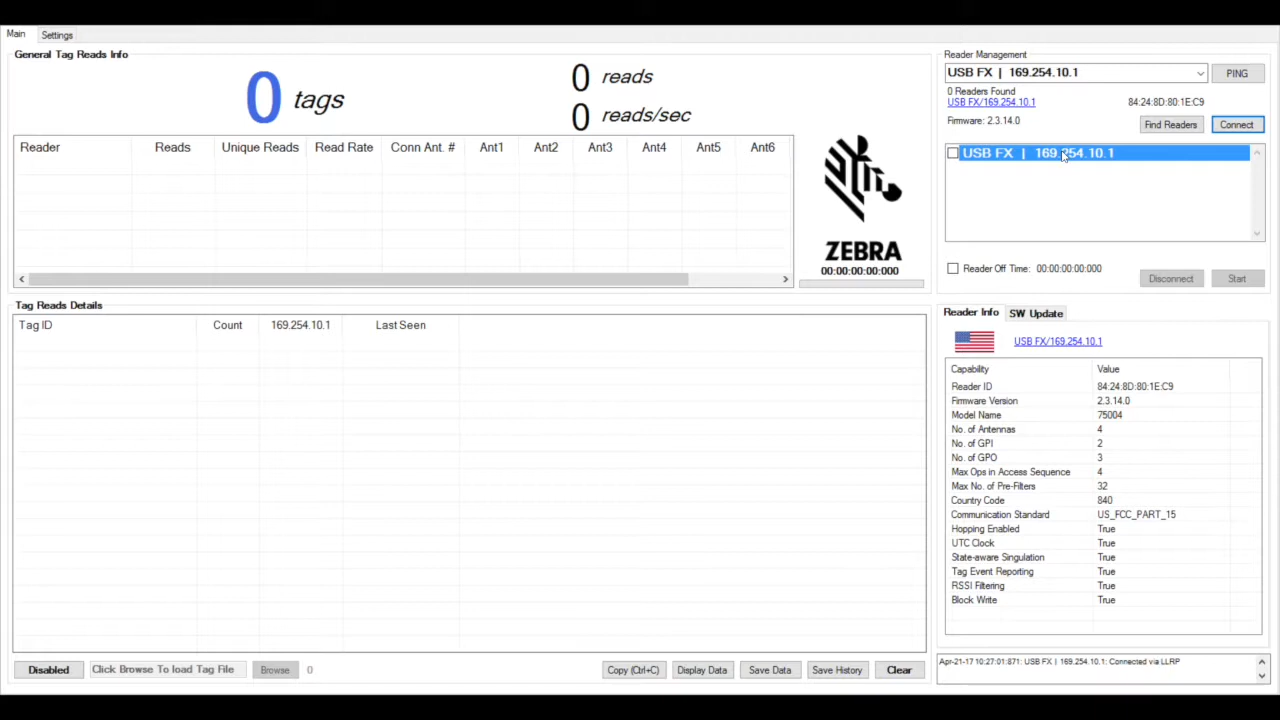 Main Settings
General Tag Reads Info
0 tags
0 reads
0 reads/sec
Reader Reads Unique Reads Read Rate Conn Ant. # Ant1 Ant2 Ant3 Ant4 Ant5 Ant6
ZEBRA
00:00:00:00:000
Reader Management
USB FX | 169.254.10.1 PING
0 Readers Found
USB FX/169.254.10.1 84:24:8D:80:1E:C9
Firmware: 2.3.14.0 Find Readers Connect
USB FX | 169.254.10.1
Reader Off Time: 00:00:00:00:000
Disconnect Start
Tag Reads Details
Tag ID Count 169.254.10.1 Last Seen
Reader Info SW Update
USB FX/169.254.10.1
Capability Value
Reader ID 84:24:8D:80:1E:C9
Firmware Version 2.3.14.0
Model Name 75004
No. of Antennas 4
No. of GPI 2
No. of GPO 3
Max Ops in Access Sequence 4
Max No. of Pre-Filters 32
Country Code 840
Communication Standard US_FCC_PART_15
Hopping Enabled True
UTC Clock True
State-aware Singulation True
Tag Event Reporting True
RSSI Filtering True
Block Write True
Disabled Click Browse To load Tag File Browse 0
Copy (Ctrl+C) Display Data Save Data Save History Clear
Apr-21-17 10:27:01:871: USB FX | 169.254.10.1: Connected via LLRP